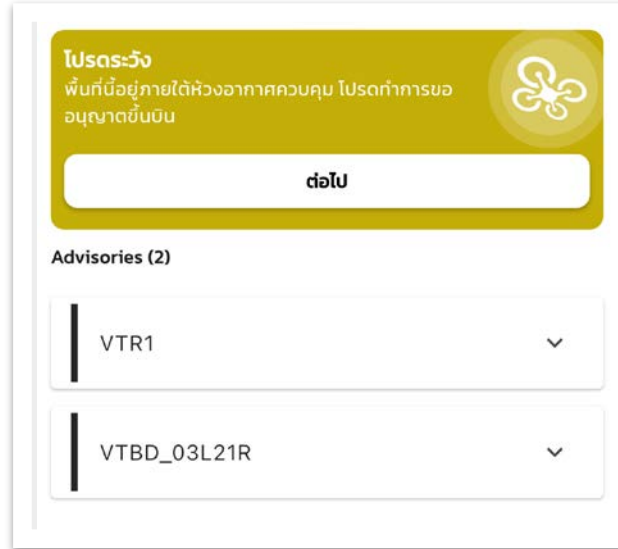 โปรดระวัง
พื้นที่นี้อยู่ภายใต้ห้วงอากาศควบคุม โปรดทำการขอ
อนุญาตขึ้นบิน
ต่อไป
Advisories (2)
VTR1
VTBD_03L21R